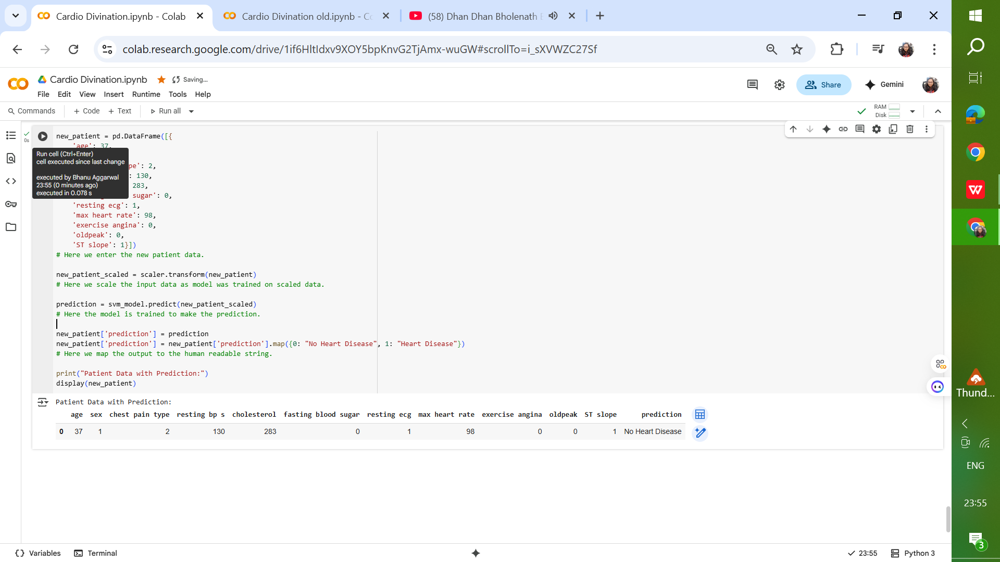 Cardio Divination.ipynb - Colab
Cardio Divination old.ipynb - Co
(58) Dhan Dhan Bholenath
colab.research.google.com/drive/1if6HltIdxv9XOY5bpKnvG2TjAmx-wuGW#scrollTo=i_sXVWZC27Sf
CO
Cardio Divination.ipynb
Saving...
Share
Gemini
File Edit View Insert Runtime Tools Help
Commands + Code + Text Run all
RAM
Disk
0s
new_patient = pd.DataFrame([{
'age': 37,
Run cell (Ctrl+Enter)
cell executed since last change
executed by Bhanu Aggarwal
23:55 (0 minutes ago)
executed in 0.078 s
pe': 2,
: 130,
283,
sugar': 0,
'resting ecg': 1,
'max heart rate': 98,
'exercise angina': 0,
'oldpeak': 0,
'ST slope': 1}])
# Here we enter the new patient data.
new_patient_scaled = scaler.transform(new_patient)
# Here we scale the input data as model was trained on scaled data.
prediction = svm_model.predict(new_patient_scaled)
# Here the model is trained to make the prediction.
new_patient['prediction'] = prediction
new_patient['prediction'] = new_patient['prediction'].map({0: "No Heart Disease", 1: "Heart Disease"})
# Here we map the output to the human readable string.
print("Patient Data with Prediction:")
display(new_patient)
Patient Data with Prediction:
age sex chest pain type resting bp s cholesterol fasting blood sugar resting ecg max heart rate exercise angina oldpeak ST slope prediction
0 37 1 2 130 283 0 1 98 0 0 1 No Heart Disease
Variables Terminal
23:55 Python 3
Thund...
ENG
23:55
3